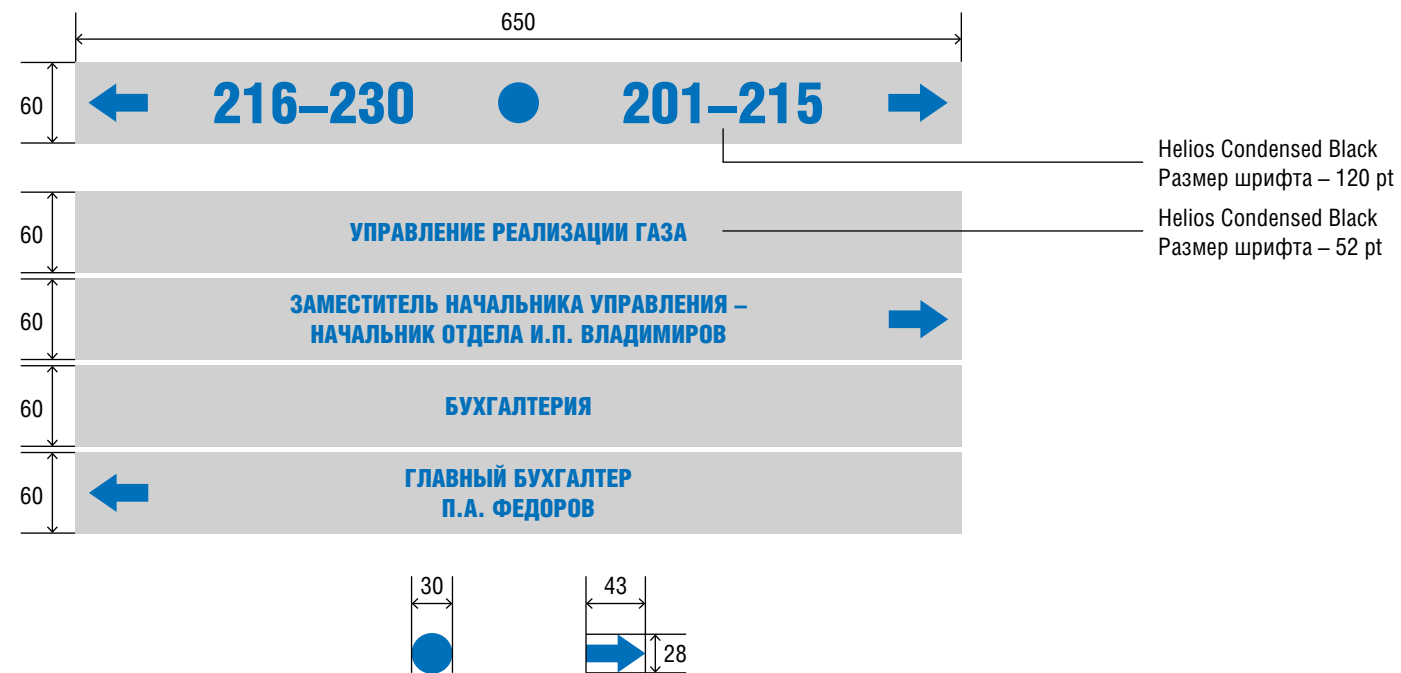 650
60
216–230
201–215
Helios Condensed Black
Размер шрифта – 120 pt
60
УПРАВЛЕНИЕ РЕАЛИЗАЦИИ ГАЗА
Helios Condensed Black
Размер шрифта – 52 pt
60
ЗАМЕСТИТЕЛЬ НАЧАЛЬНИКА УПРАВЛЕНИЯ –
НАЧАЛЬНИК ОТДЕЛА И.П. ВЛАДИМИРОВ
60
БУХГАЛТЕРИЯ
60
ГЛАВНЫЙ БУХГАЛТЕР
П.А. ФЕДОРОВ
30
43
28